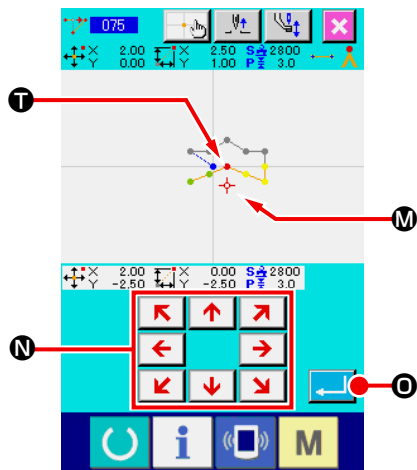 075
X 2.00 X 2.50 S 2800
Y 0.00 Y 1.00 P 3.0
T
M
X 2.00 X 0.00 S 2800
Y -2.50 Y -2.50 P 3.0
N
O
i M